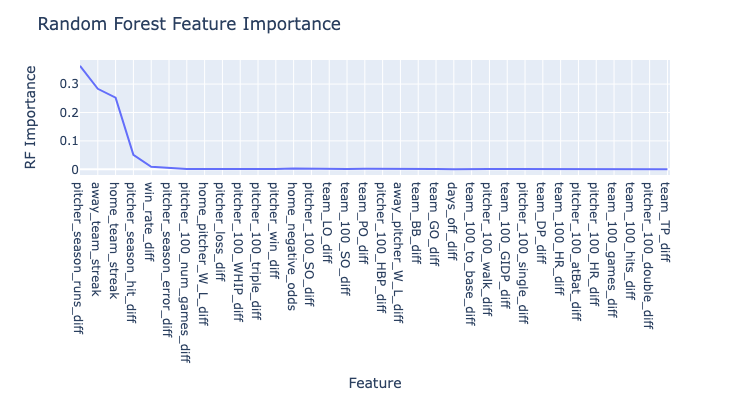 Random Forest Feature Importance
RF Importance
0.3
0.2
0.1
0
pitcher_season_runs_diff
away_team_streak
home_team_streak
pitcher_season_hit_diff
win_rate_diff
pitcher_season_error_diff
pitcher_100_num_games_diff
home_pitcher_W_L_diff
pitcher_loss_diff
pitcher_100_WHIP_diff
pitcher_100_triple_diff
pitcher_win_diff
home_negative_odds
pitcher_100_SO_diff
team_LO_diff
team_100_SO_diff
team_PO_diff
pitcher_100_HBP_diff
away_pitcher_W_L_diff
team_BB_diff
team_GO_diff
days_off_diff
team_100_to_base_diff
pitcher_100_walk_diff
team_100_GIDP_diff
pitcher_100_single_diff
team_DP_diff
team_100_HR_diff
pitcher_100_atBat_diff
pitcher_100_HR_diff
team_100_games_diff
team_100_hits_diff
pitcher_100_double_diff
team_TP_diff
Feature